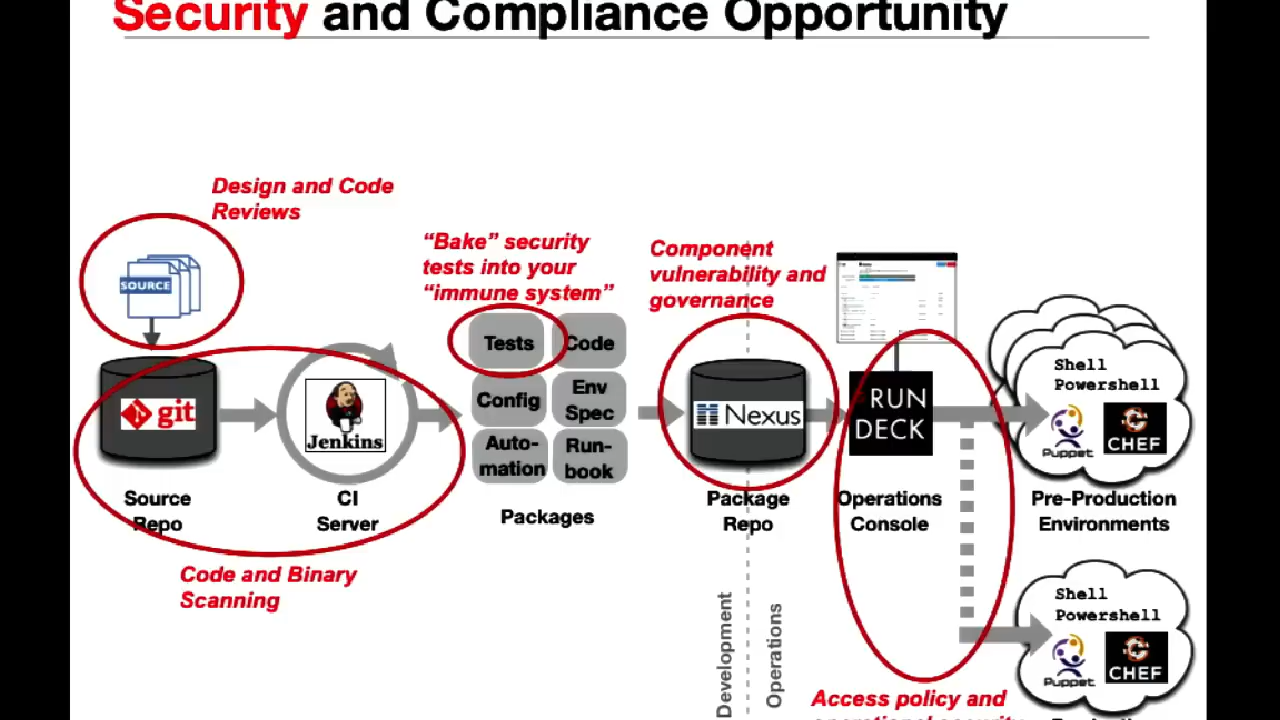 Security and Compliance Opportunity
Design and Code
Reviews
"Bake" security
tests into your
"immune system"
Component
vulnerability and
governance
SOURCE
Tests
Code
Config
Env
Spec
Auto-
mation
Run-
book
git
Jenkins
Nexus
RUN
DECK
Shell
Powershell
Puppet
CHEF
Source
Repo
CI
Server
Packages
Package
Repo
Operations
Console
Pre-Production
Environments
Code and Binary
Scanning
Development
Operations
Shell
Powershell
Puppet
CHEF
Access policy and
operational security